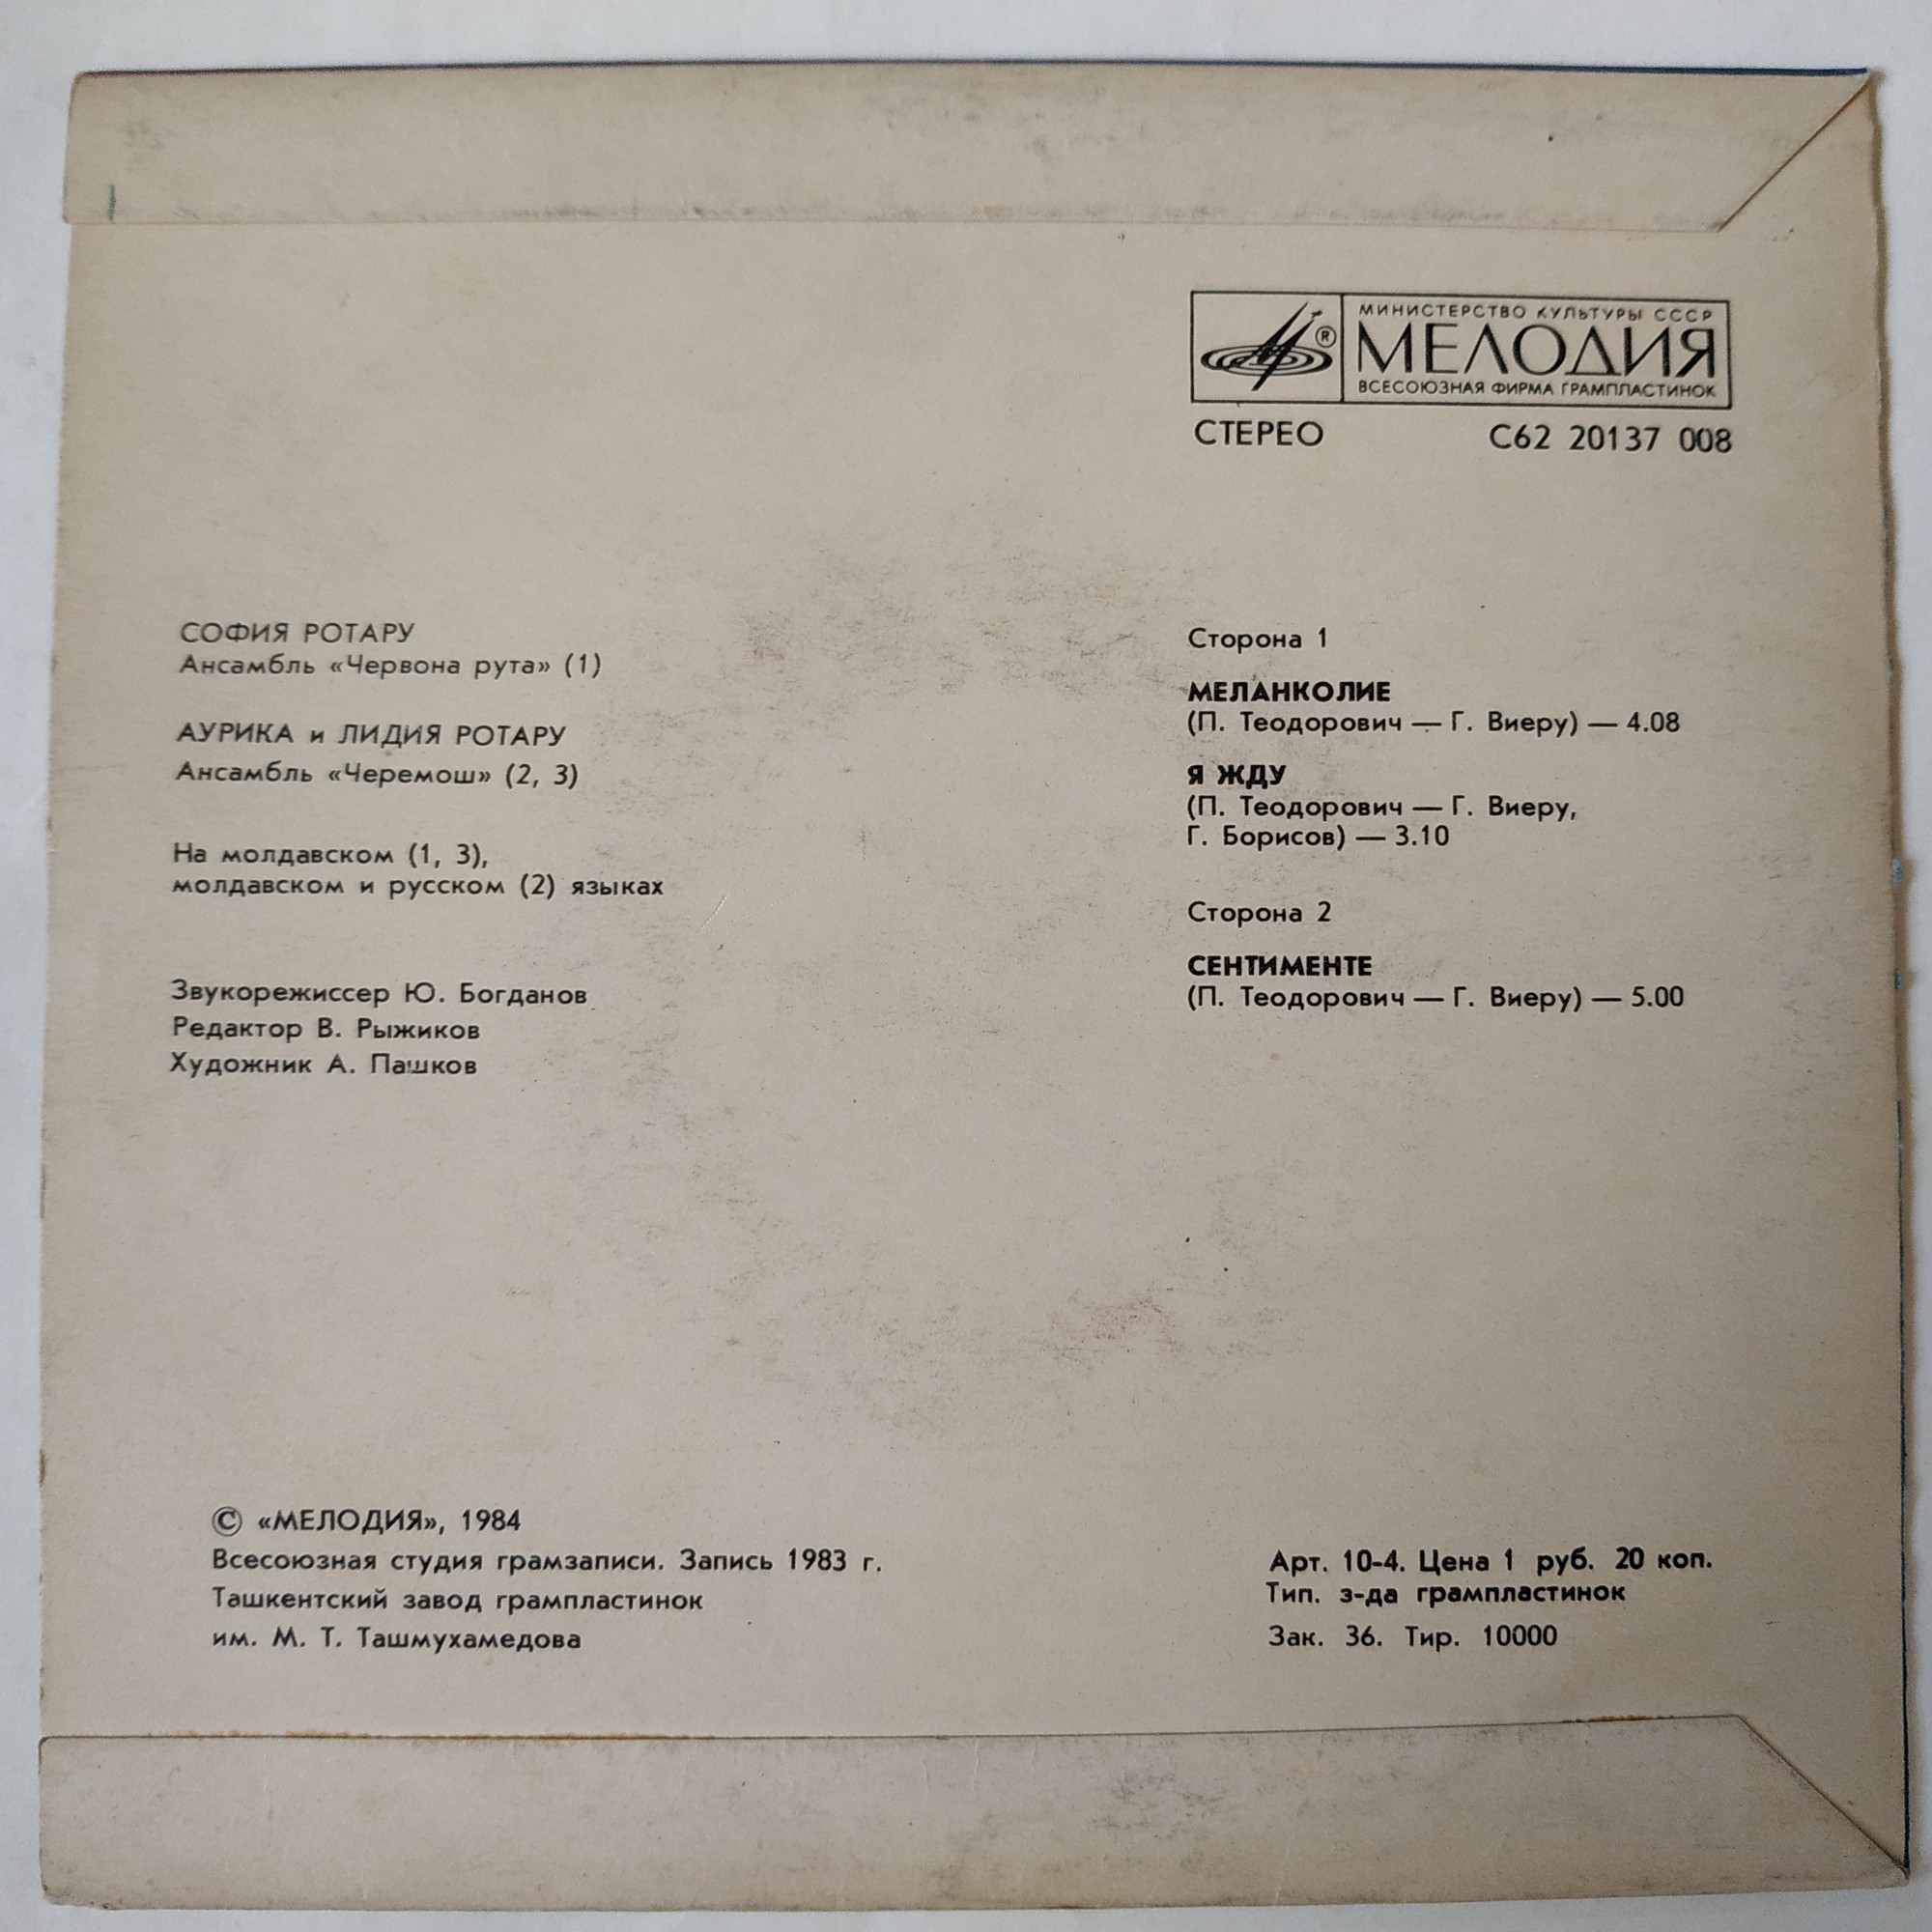 МИНИСТЕРСТВО КУЛЬТУРЫ СССР
МЕЛОДИЯ
ВСЕСОЮЗНАЯ ФИРМА ГРАМПЛАСТИНОК
СТЕРЕО С62 20137 008
СОФИЯ РОТАРУ
Ансамбль «Червона рута» (1)
АУРИКА и ЛИДИЯ РОТАРУ
Ансамбль «Черемош» (2, 3)
На молдавском (1, 3),
молдавском и русском (2) языках
Звукорежиссер Ю. Богданов
Редактор В. Рыжиков
Художник А. Пашков
Сторона 1
МЕЛАНКОЛИЕ
(П. Теодорович — Г. Виеру) — 4.08
Я ЖДУ
(П. Теодорович — Г. Виеру,
Г. Борисов) — 3.10
Сторона 2
СЕНТИМЕНТЕ
(П. Теодорович — Г. Виеру) — 5.00
© «МЕЛОДИЯ», 1984
Всесоюзная студия грамзаписи. Запись 1983 г.
Ташкентский завод грампластинок
им. М. Т. Ташмухамедова
Арт. 10-4. Цена 1 руб. 20 коп.
Тип. з-да грампластинок
Зак. 36. Тир. 10000